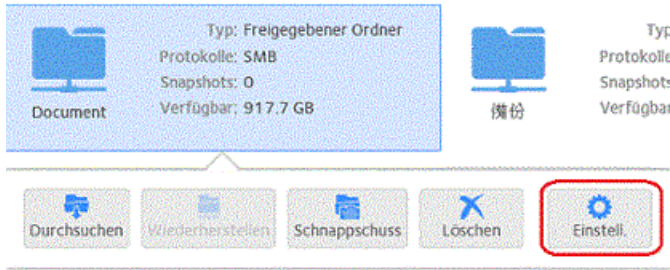 Typ: Freigegebener Ordner
Protokolle: SMB
Snapshots: 0
Verfügbar: 917.7 GB
Document
Typ
Protokolle
Snapshots
Verfügbar
備份
Durchsuchen
Wiederherstellen
Schnappschuss
Löschen
Einstell.